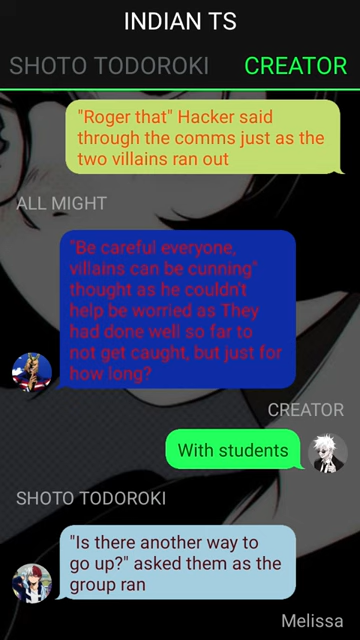 INDIAN TS
SHOTO TODOROKI CREATOR
"Roger that" Hacker said
through the comms just as the
two villains ran out
ALL MIGHT
"Be careful everyone,
villains can be cunning"
thought as he couldn't
help be worried as They
had done well so far to
not get caught, but just for
how long?
CREATOR
With students
SHOTO TODOROKI
"Is there another way to
go up?" asked them as the
group ran
Melissa